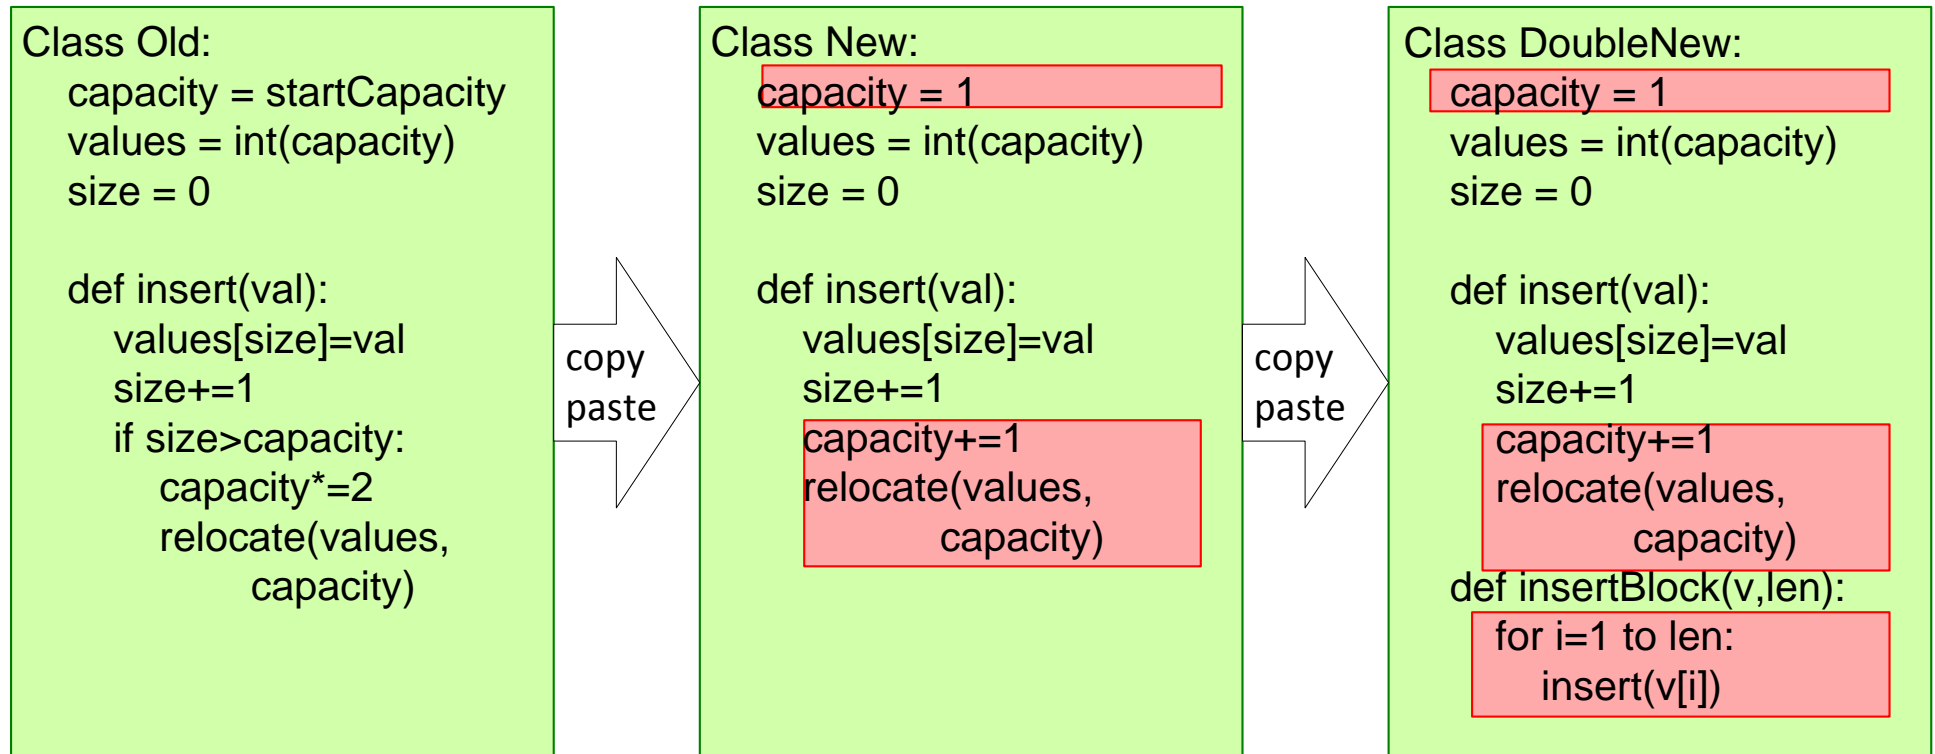 Class Old:
capacity = startCapacity
values = int(capacity)
size = 0
def insert(val):
values[size]=val
size+=1
if size>capacity:
capacity*=2
relocate(values,
capacity)
copy
paste
Class New:
capacity = 1
values = int(capacity)
size = 0
def insert(val):
values[size]=val
size+=1
capacity+=1
relocate(values,
capacity)
copy
paste
Class DoubleNew:
capacity = 1
values = int(capacity)
size = 0
def insert(val):
values[size]=val
size+=1
capacity+=1
relocate(values,
capacity)
def insertBlock(v,len):
for i=1 to len:
insert(v[i])